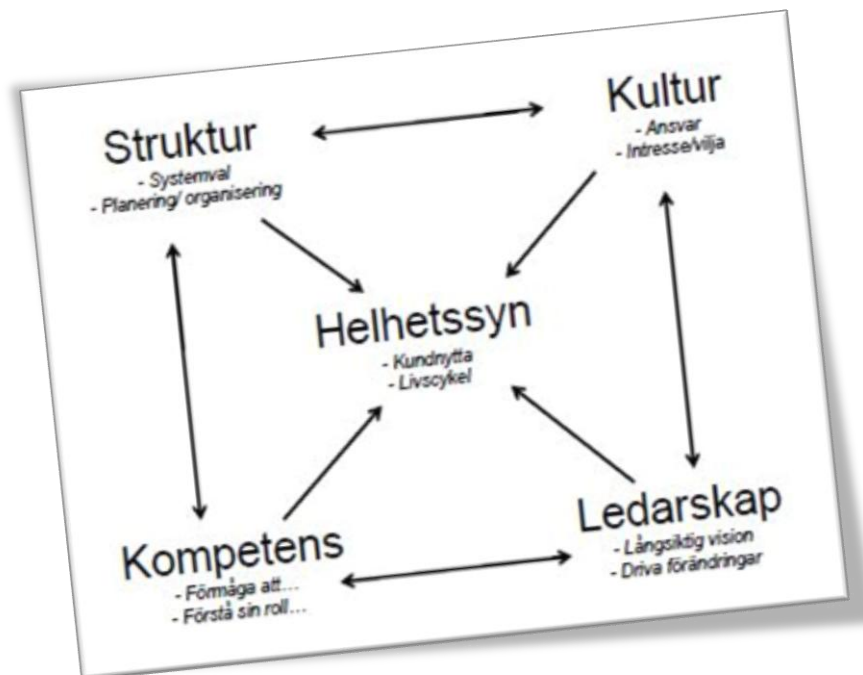 Struktur
- Systemval
- Planering/ organisering
Kultur
- Ansvar
- Intresse/vilja
Helhetssyn
- Kundnytta
- Livscykel
Kompetens
- Förmåga att…
- Förstå sin roll…
Ledarskap
- Långsiktig vision
- Driva förändringar